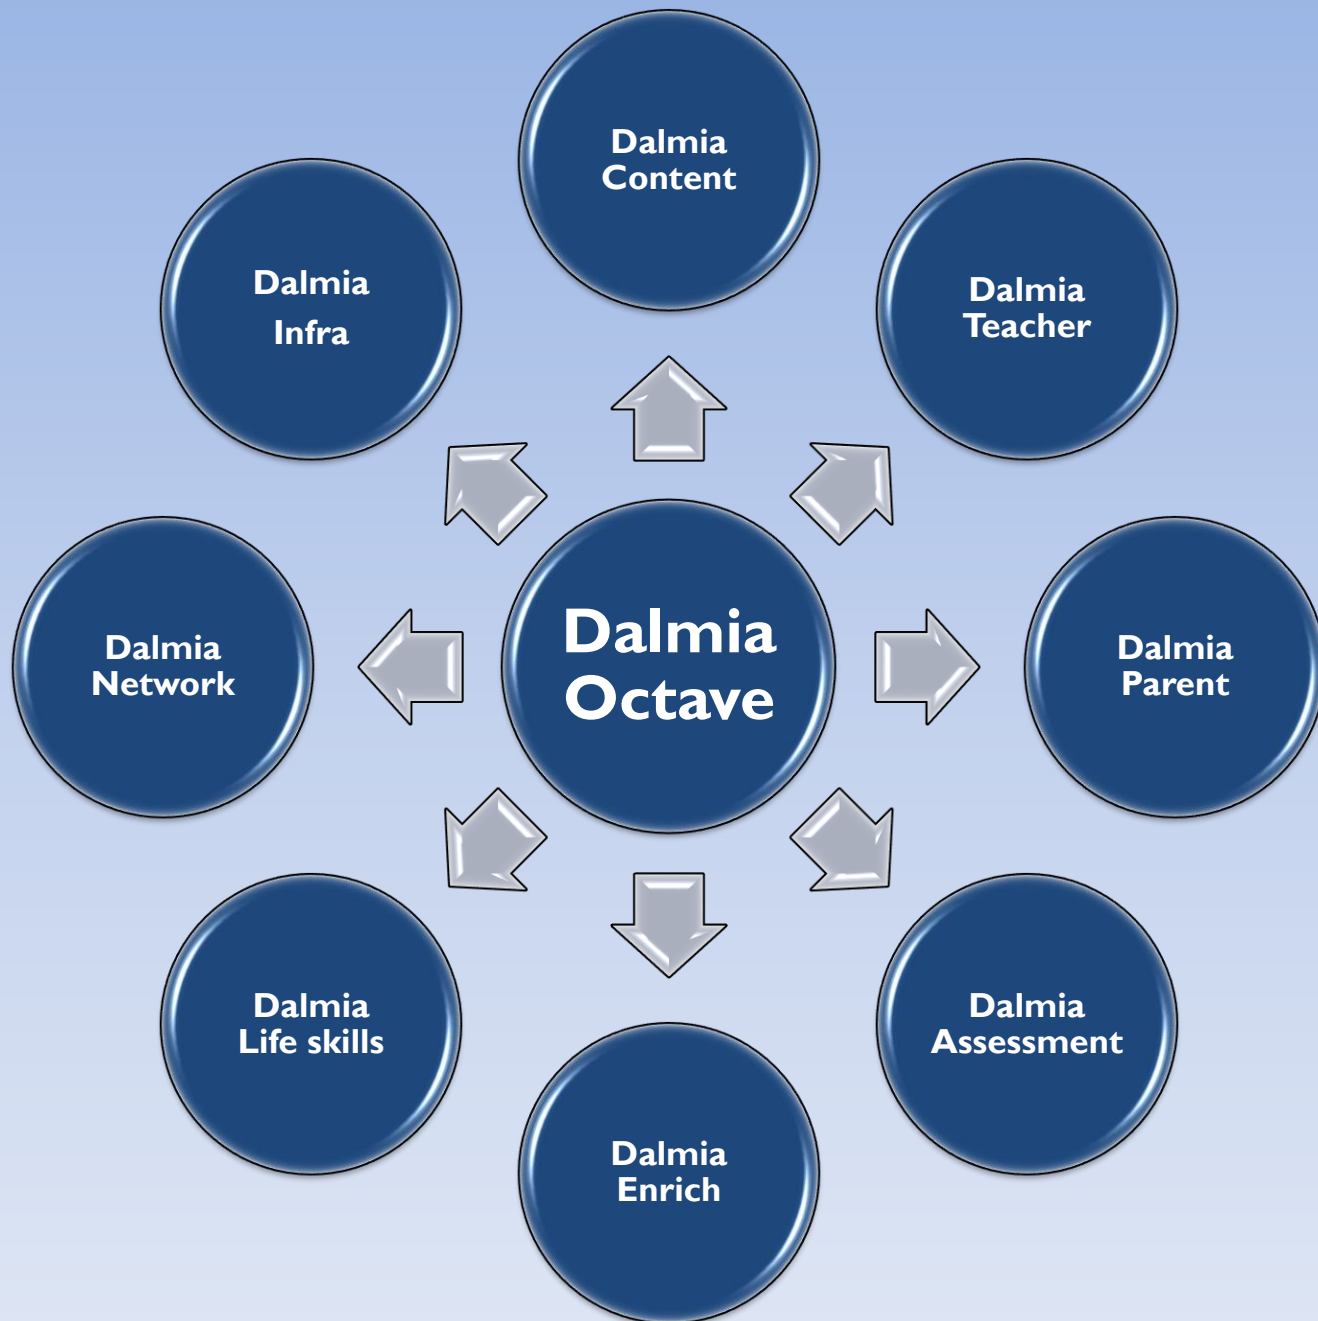 Dalmia
Content
Dalmia
Infra
Dalmia
Teacher
Dalmia
Network
Dalmia
Octave
Dalmia
Parent
Dalmia
Life skills
Dalmia
Assessment
Dalmia
Enrich